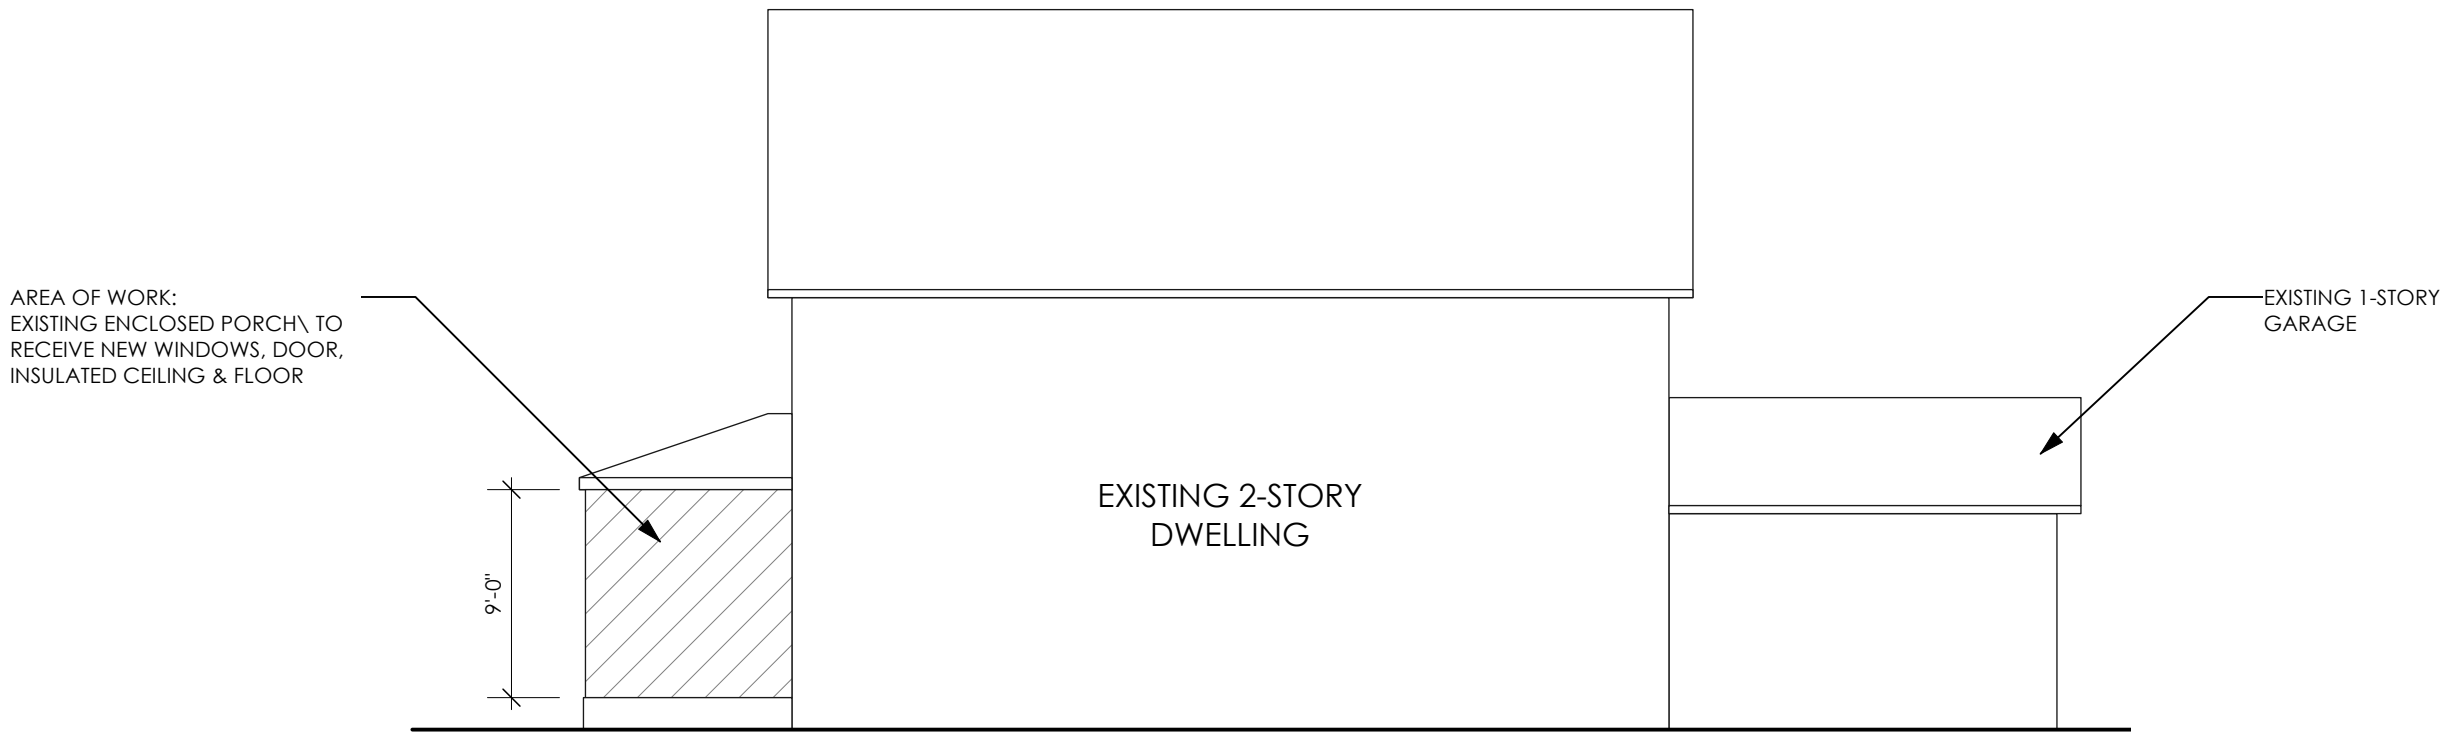 AREA OF WORK:
EXISTING ENCLOSED PORCH\ TO
RECEIVE NEW WINDOWS, DOOR,
INSULATED CEILING & FLOOR
EXISTING 1-STORY
GARAGE
EXISTING 2-STORY
DWELLING
9'-0"